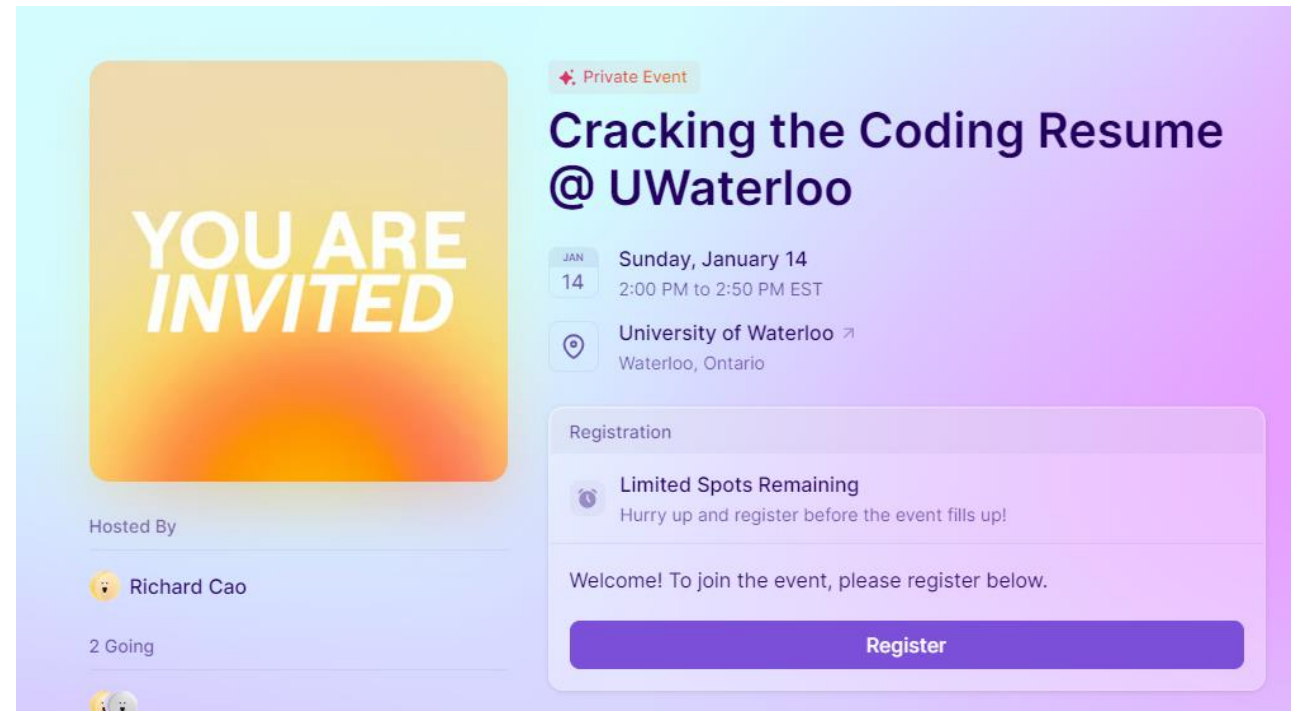 YOU ARE
INVITED
Hosted By
Richard Cao
2 Going
Private Event
Cracking the Coding Resume
@ UWaterloo
JAN
14
Sunday, January 14
2:00 PM to 2:50 PM EST
University of Waterloo
Waterloo, Ontario
Registration
Limited Spots Remaining
Hurry up and register before the event fills up!
Welcome! To join the event, please register below.
Register